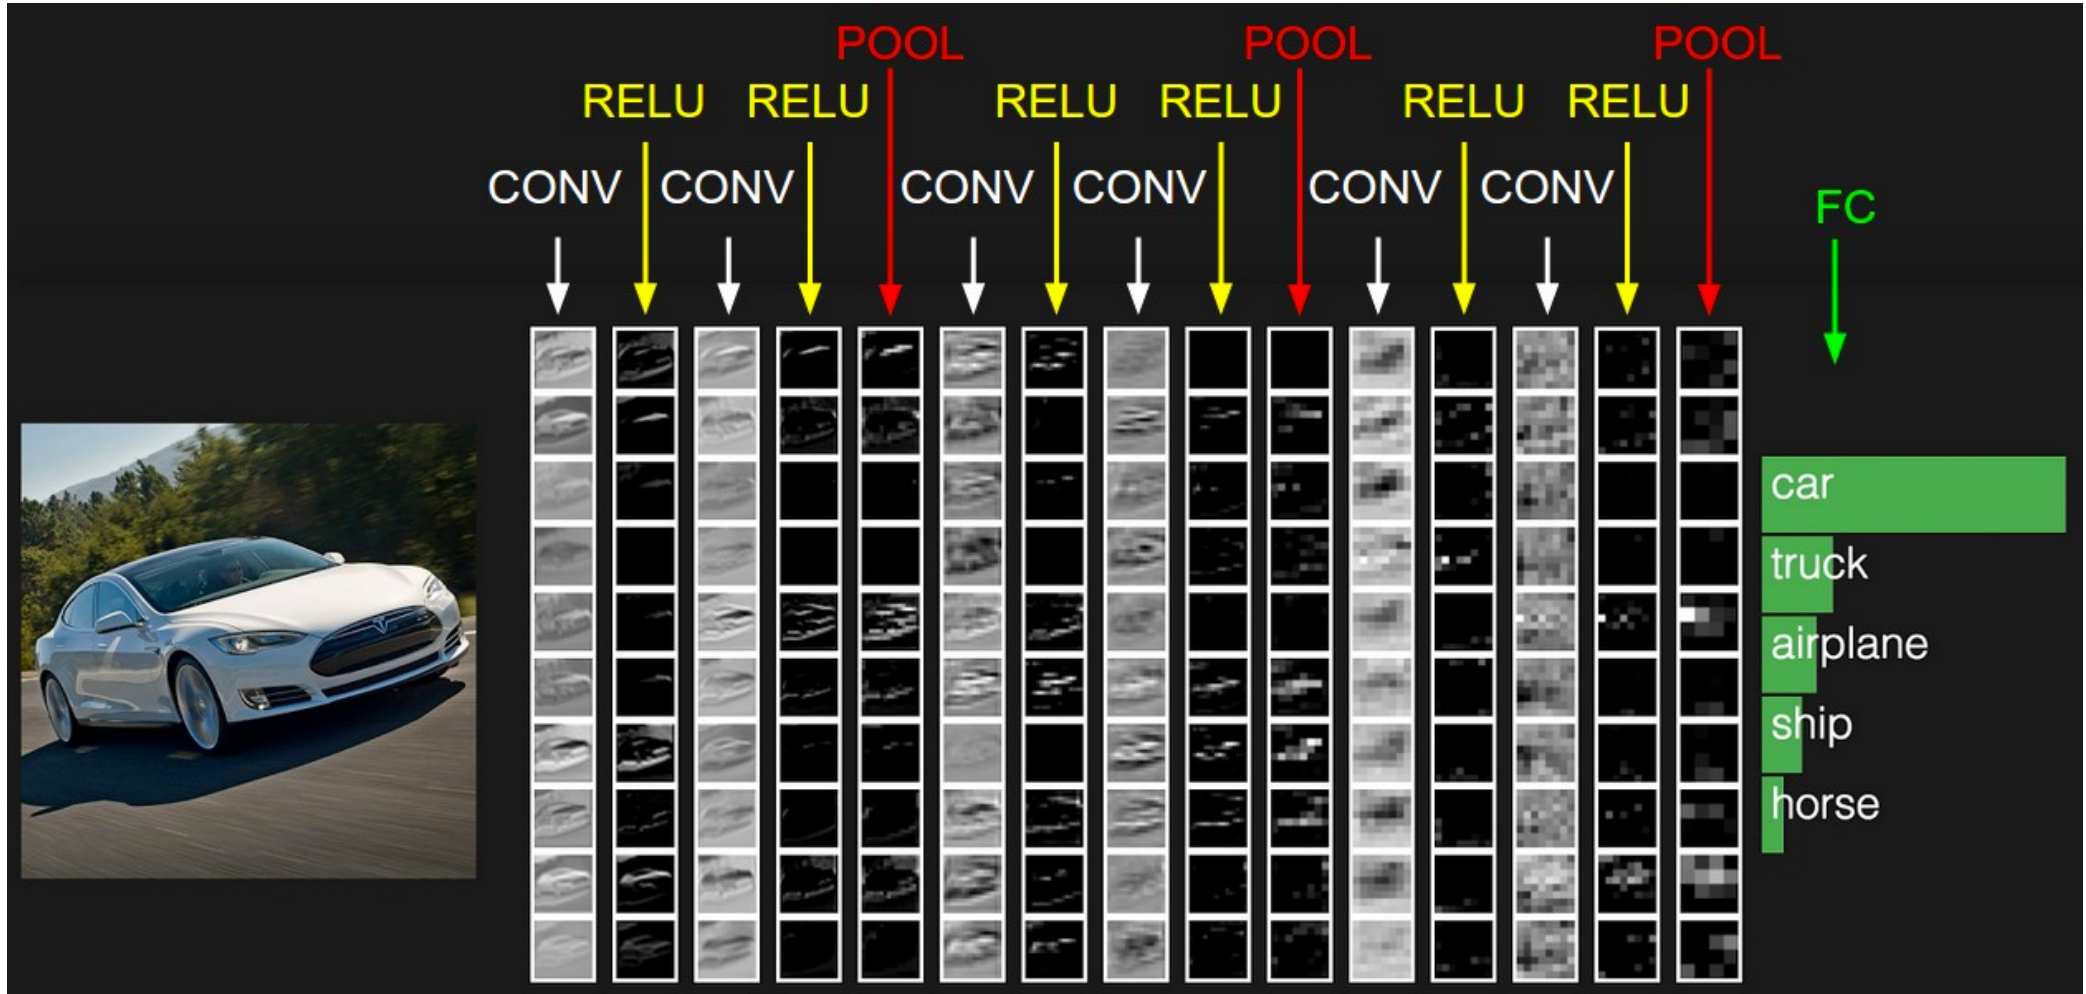 POOL POOL POOL
RELU RELU RELU RELU RELU RELU
CONV CONV CONV CONV CONV CONV
FC
car
truck
airplane
ship
horse